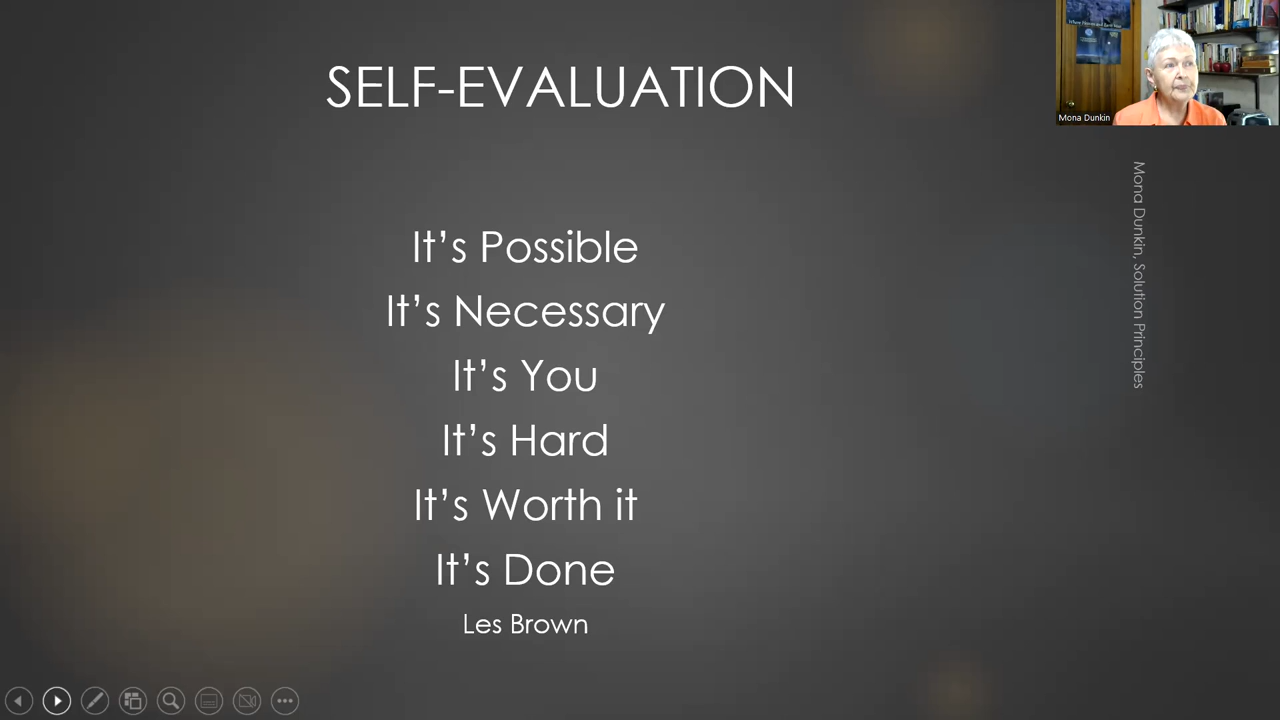 SELF-EVALUATION
It's Possible
It's Necessary
It's You
It's Hard
It's Worth it
It's Done
Les Brown
Mona Dunkin
Mona Dunkin, Solution Principles